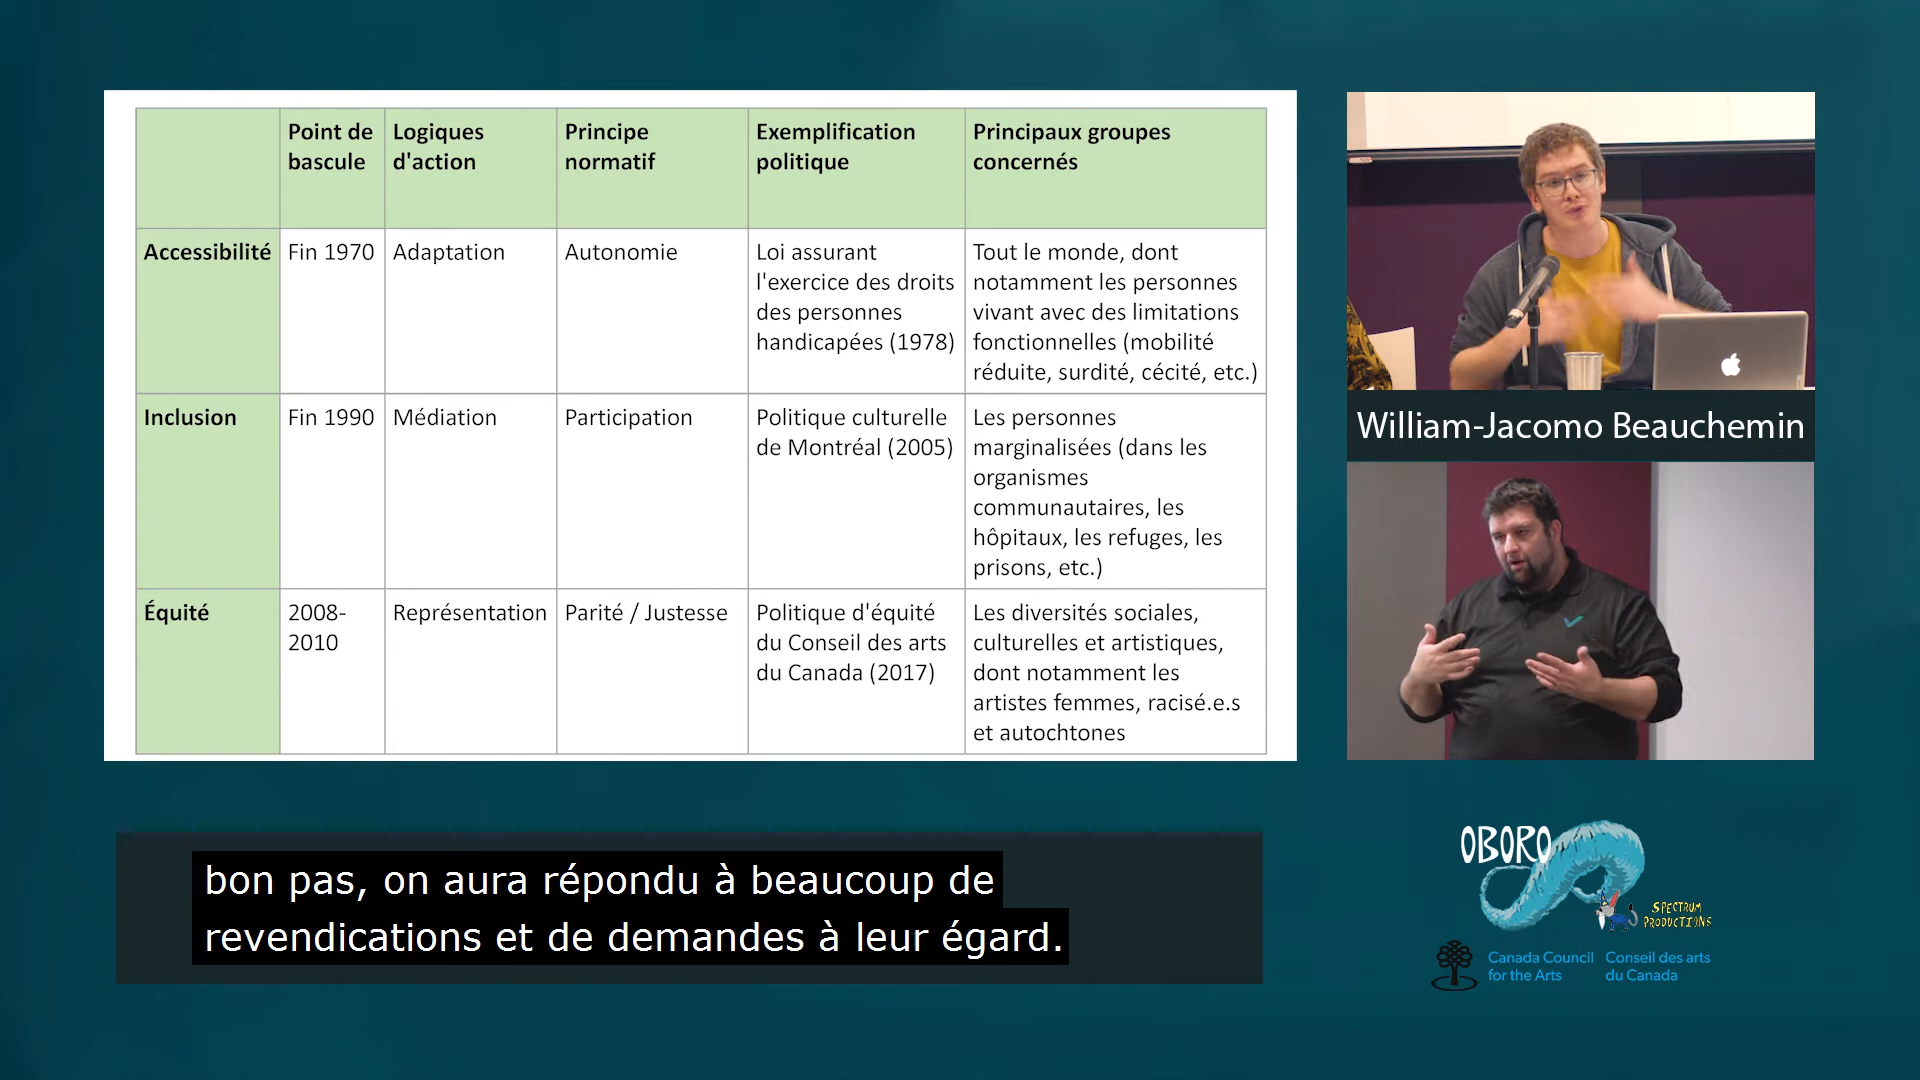 Point de
bascule
Logiques
d'action
Principe
normatif
Exemplification
politique
Principaux groupes
concernés
Accessibilité
Fin 1970
Adaptation
Autonomie
Loi assurant
l'exercice des droits
des personnes
handicapées (1978)
Tout le monde, dont
notamment les personnes
vivant avec des limitations
fonctionnelles (mobilité
réduite, surdité, cécité, etc.)
Inclusion
Fin 1990
Médiation
Participation
Politique culturelle
de Montréal (2005)
Les personnes
marginalisées (dans les
organismes
communautaires, les
hôpitaux, les refuges, les
prisons, etc.)
Équité
2008-
2010
Représentation
Parité / Justesse
Politique d'équité
du Conseil des arts
du Canada (2017)
Les diversités sociales,
culturelles et artistiques,
dont notamment les
artistes femmes, racisé.e.s
et autochtones
William-Jacomo Beauchemin
bon pas, on aura répondu à beaucoup de
revendications et de demandes à leur égard.
OBORO
SPECTRUM
PRODUCTIONS
Canada Council
for the Arts
Conseil des arts
du Canada